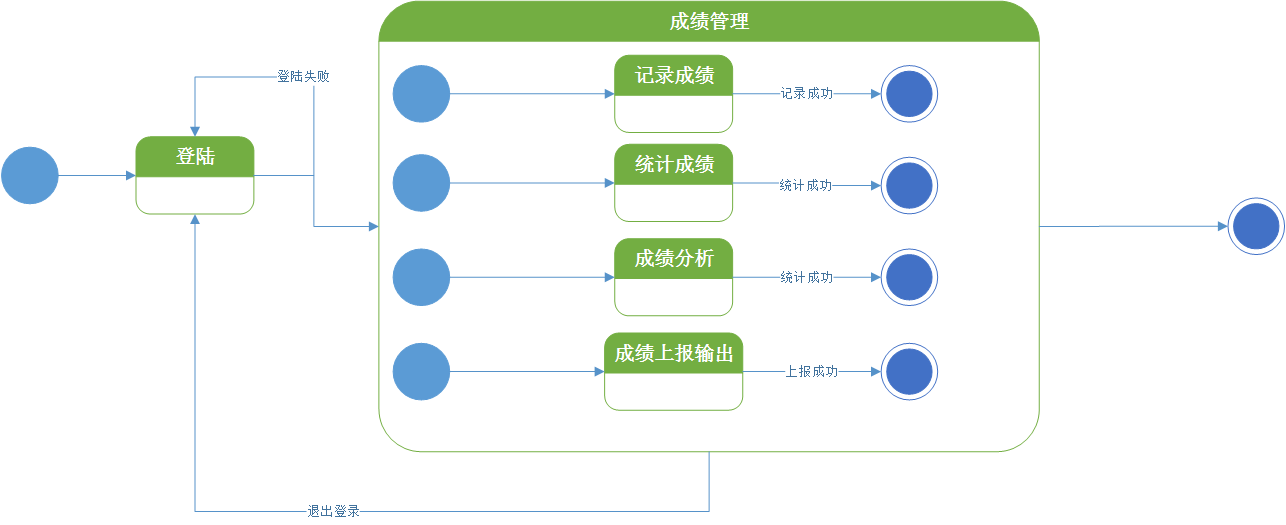 成绩管理
登陆失败
记录成绩
记录成功
登陆
统计成绩
统计成功
成绩分析
统计成功
成绩上报输出
上报成功
退出登录